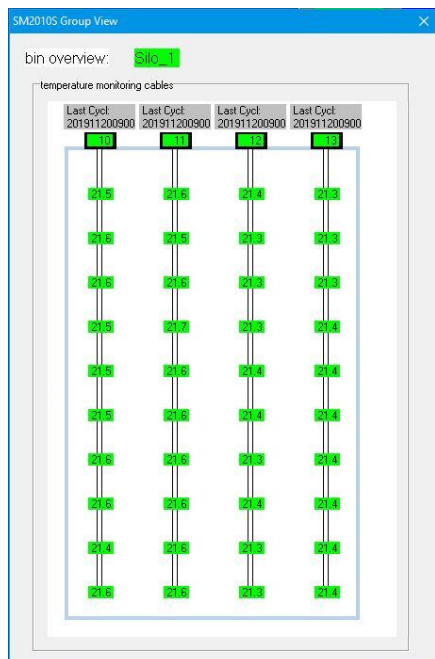 SM2010S Group View
bin overview: Silo_1
temperature monitoring cables
Last Cycl: Last Cycl: Last Cycl: Last Cycl:
201911200900 201911200900 201911200900 201911200900
10 11 12 13
21.5 21.6 21.4 21.3
21.6 21.5 21.3 21.3
21.6 21.6 21.3 21.3
21.5 21.7 21.3 21.4
21.5 21.6 21.4 21.4
21.5 21.6 21.4 21.4
21.6 21.6 21.3 21.4
21.6 21.6 21.4 21.4
21.4 21.6 21.3 21.4
21.6 21.6 21.3 21.4